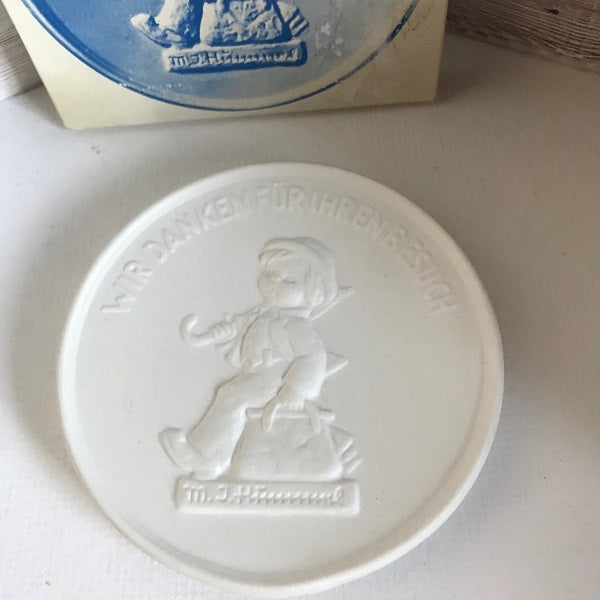 M.J.Hummel
WIR DANKEN FÜR IHREN BESUCH
M.J.Hummel